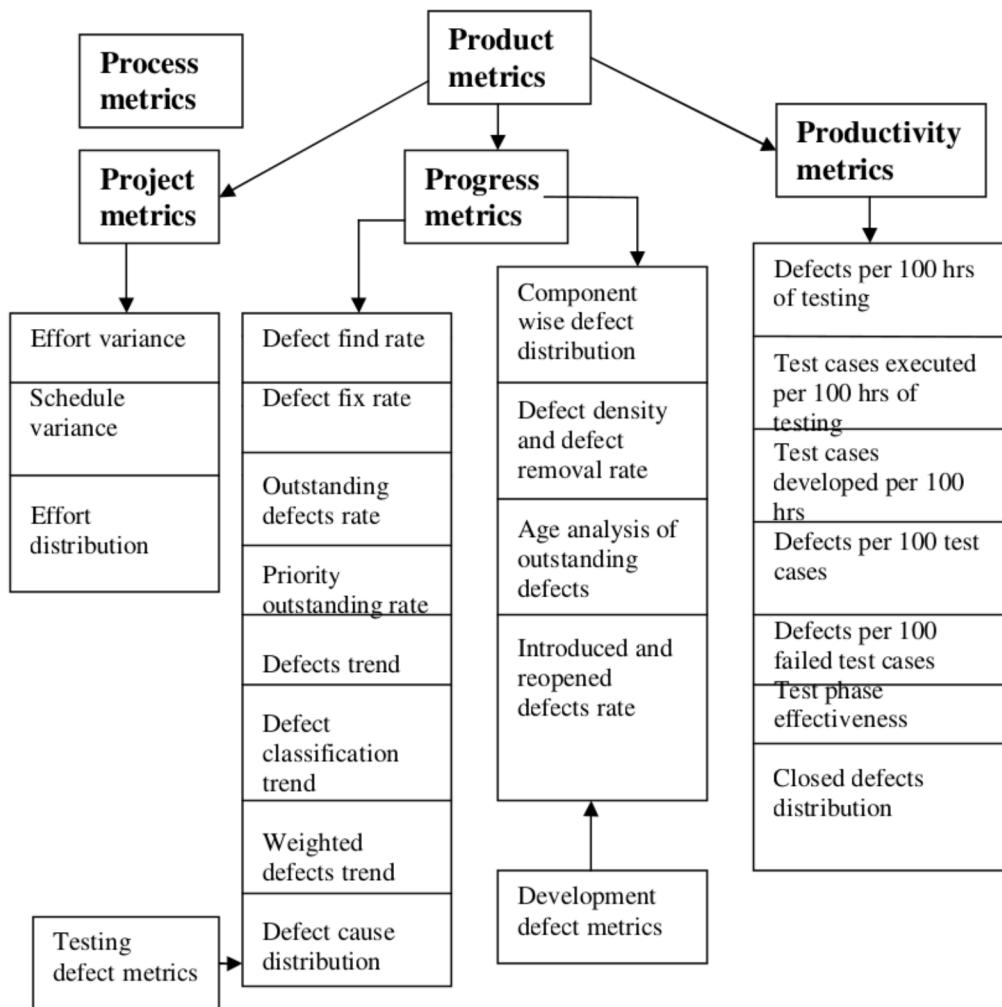 Process
metrics
Product
metrics
Project
metrics
Progress
metrics
Productivity
metrics
Effort variance
Schedule
variance
Effort
distribution
Defect find rate
Defect fix rate
Outstanding
defects rate
Priority
outstanding rate
Defects trend
Defect
classification
trend
Weighted
defects trend
Defect cause
distribution
Testing
defect metrics
Component
wise defect
distribution
Defect density
and defect
removal rate
Age analysis of
outstanding
defects
Introduced and
reopened
defects rate
Development
defect metrics
Defects per 100 hrs
of testing
Test cases executed
per 100 hrs of
testing
Test cases
developed per 100
hrs
Defects per 100 test
cases
Defects per 100
failed test cases
Test phase
effectiveness
Closed defects
distribution